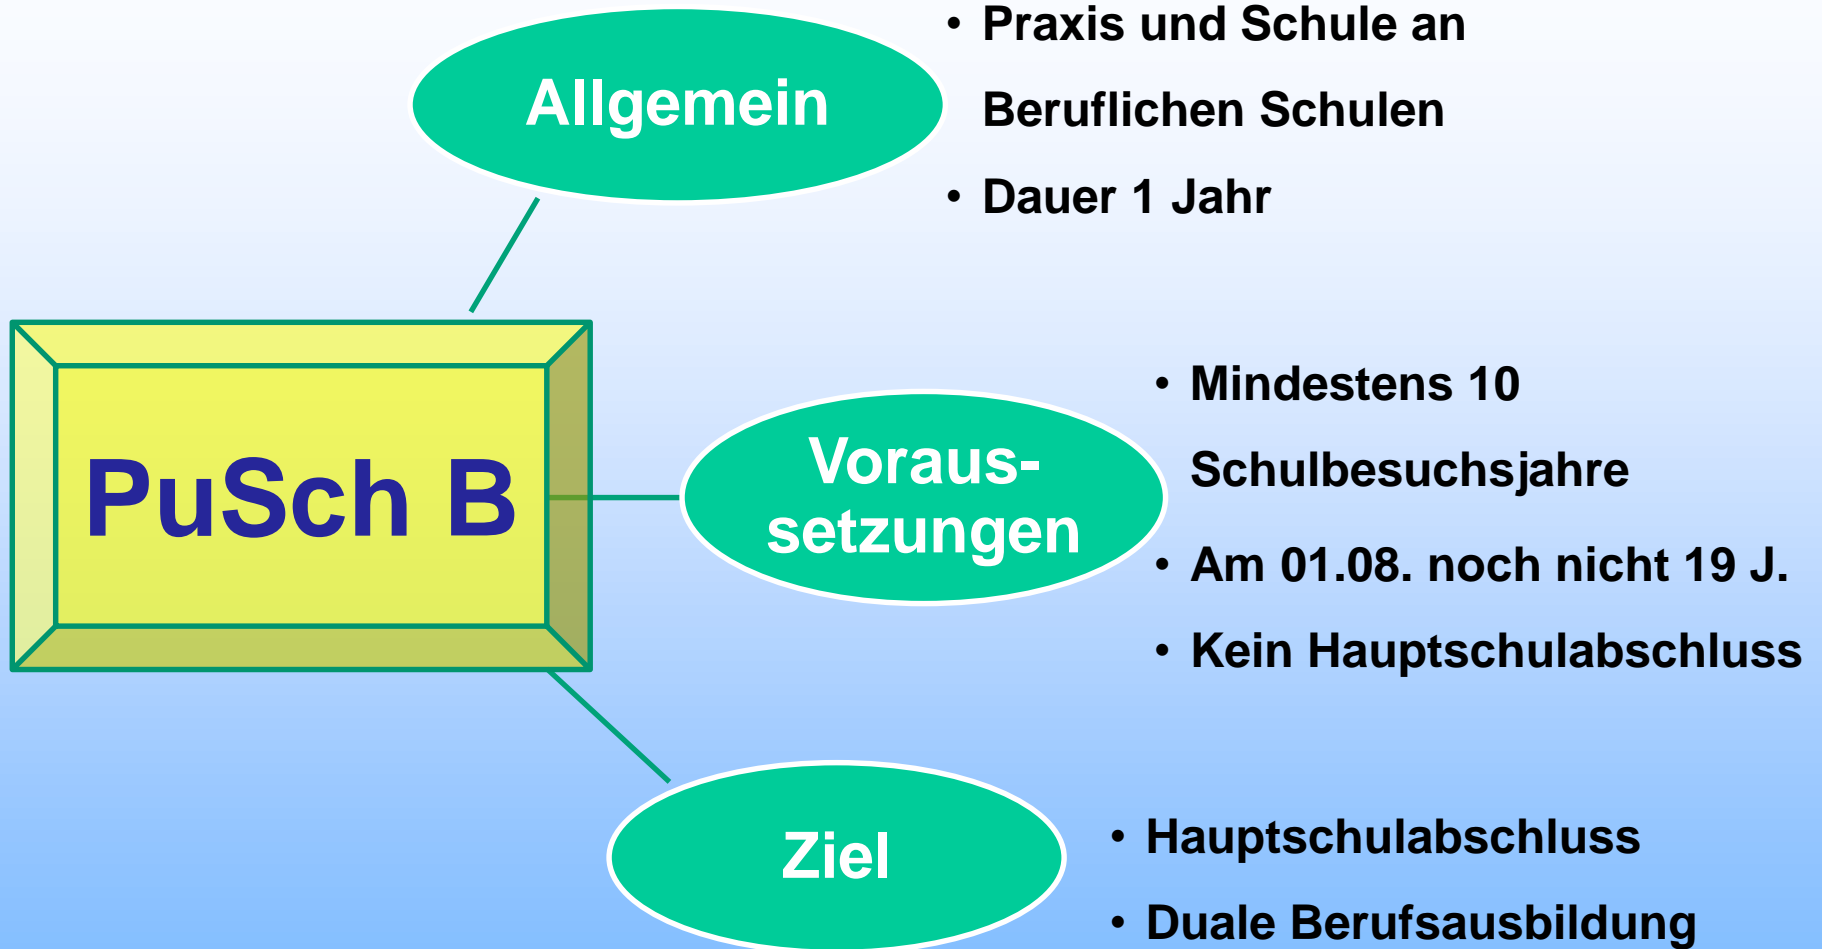 PuSch B
Allgemein
• Praxis und Schule an
Beruflichen Schulen
• Dauer 1 Jahr
Voraus-
setzungen
• Mindestens 10
Schulbesuchsjahre
• Am 01.08. noch nicht 19 J.
• Kein Hauptschulabschluss
Ziel
• Hauptschulabschluss
• Duale Berufsausbildung